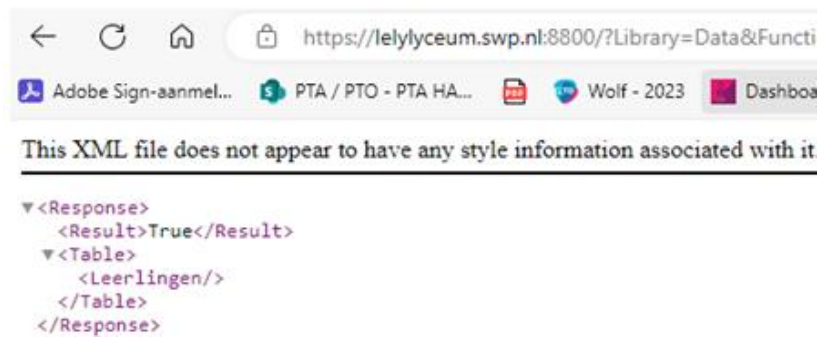 https://lelylyceum.swp.nl:8800/?Library=Data&Functi
Adobe Sign-aanmel... PTA / PTO - PTA HA... PDF Wolf - 2023 Dashboa
This XML file does not appear to have any style information associated with it.
▼<Response>
<Result>True</Result>
▼<Table>
<Leerlingen/>
</Table>
</Response>